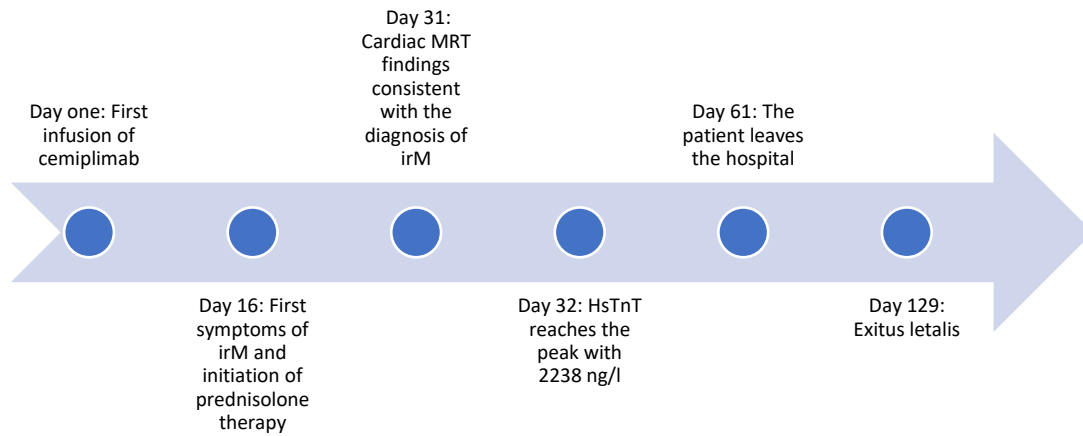 Day one: First
infusion of
cemiplimab
Day 16: First
symptoms of
irM and
initiation of
prednisolone
therapy
Day 31:
Cardiac MRT
findings
consistent
with the
diagnosis of
irM
Day 32: HsTnT
reaches the
peak with
2238 ng/l
Day 61: The
patient leaves
the hospital
Day 129:
Exitus letalis